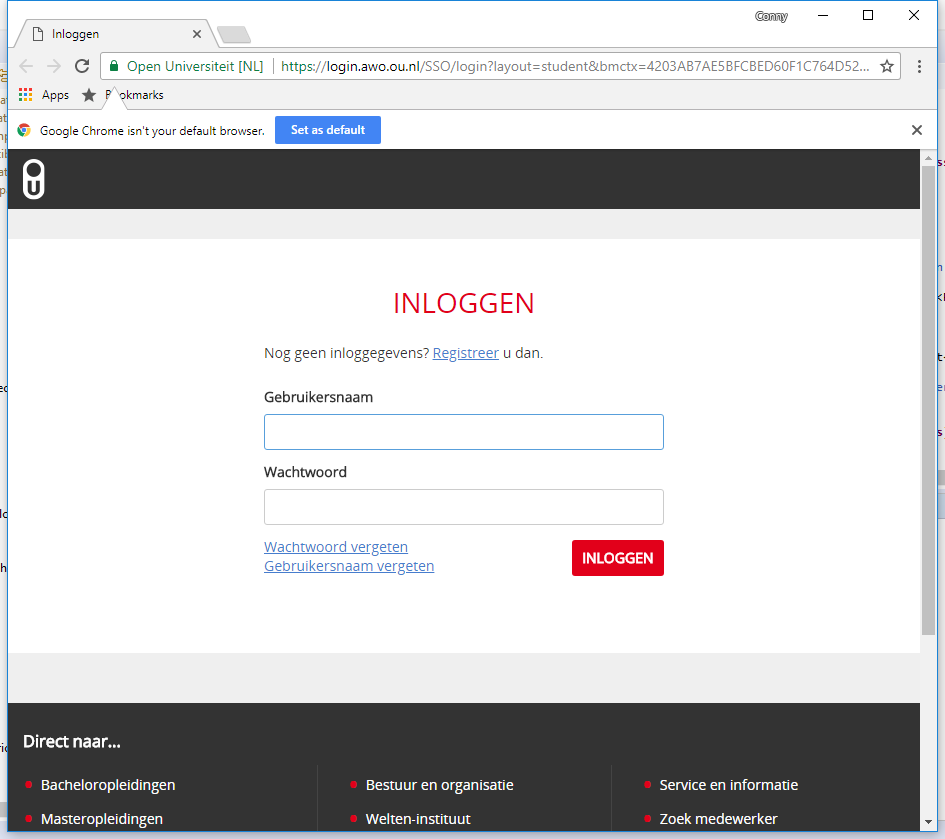 Conny
Inloggen
Open Universiteit [NL] https://login.awo.ou.nl/SSO/login?layout=student&bmctx=4203AB7AE5BFCBED60F1C764D52...
Apps Bookmarks
Google Chrome isn't your default browser. Set as default
INLOGGEN
Nog geen inloggegevens? Registreer u dan.
Gebruikersnaam
Wachtwoord
Wachtwoord vergeten
Gebruikersnaam vergeten
INLOGGEN
Direct naar...
Bacheloropleidingen
Masteropleidingen
Bestuur en organisatie
Welten-instituut
Service en informatie
Zoek medewerker